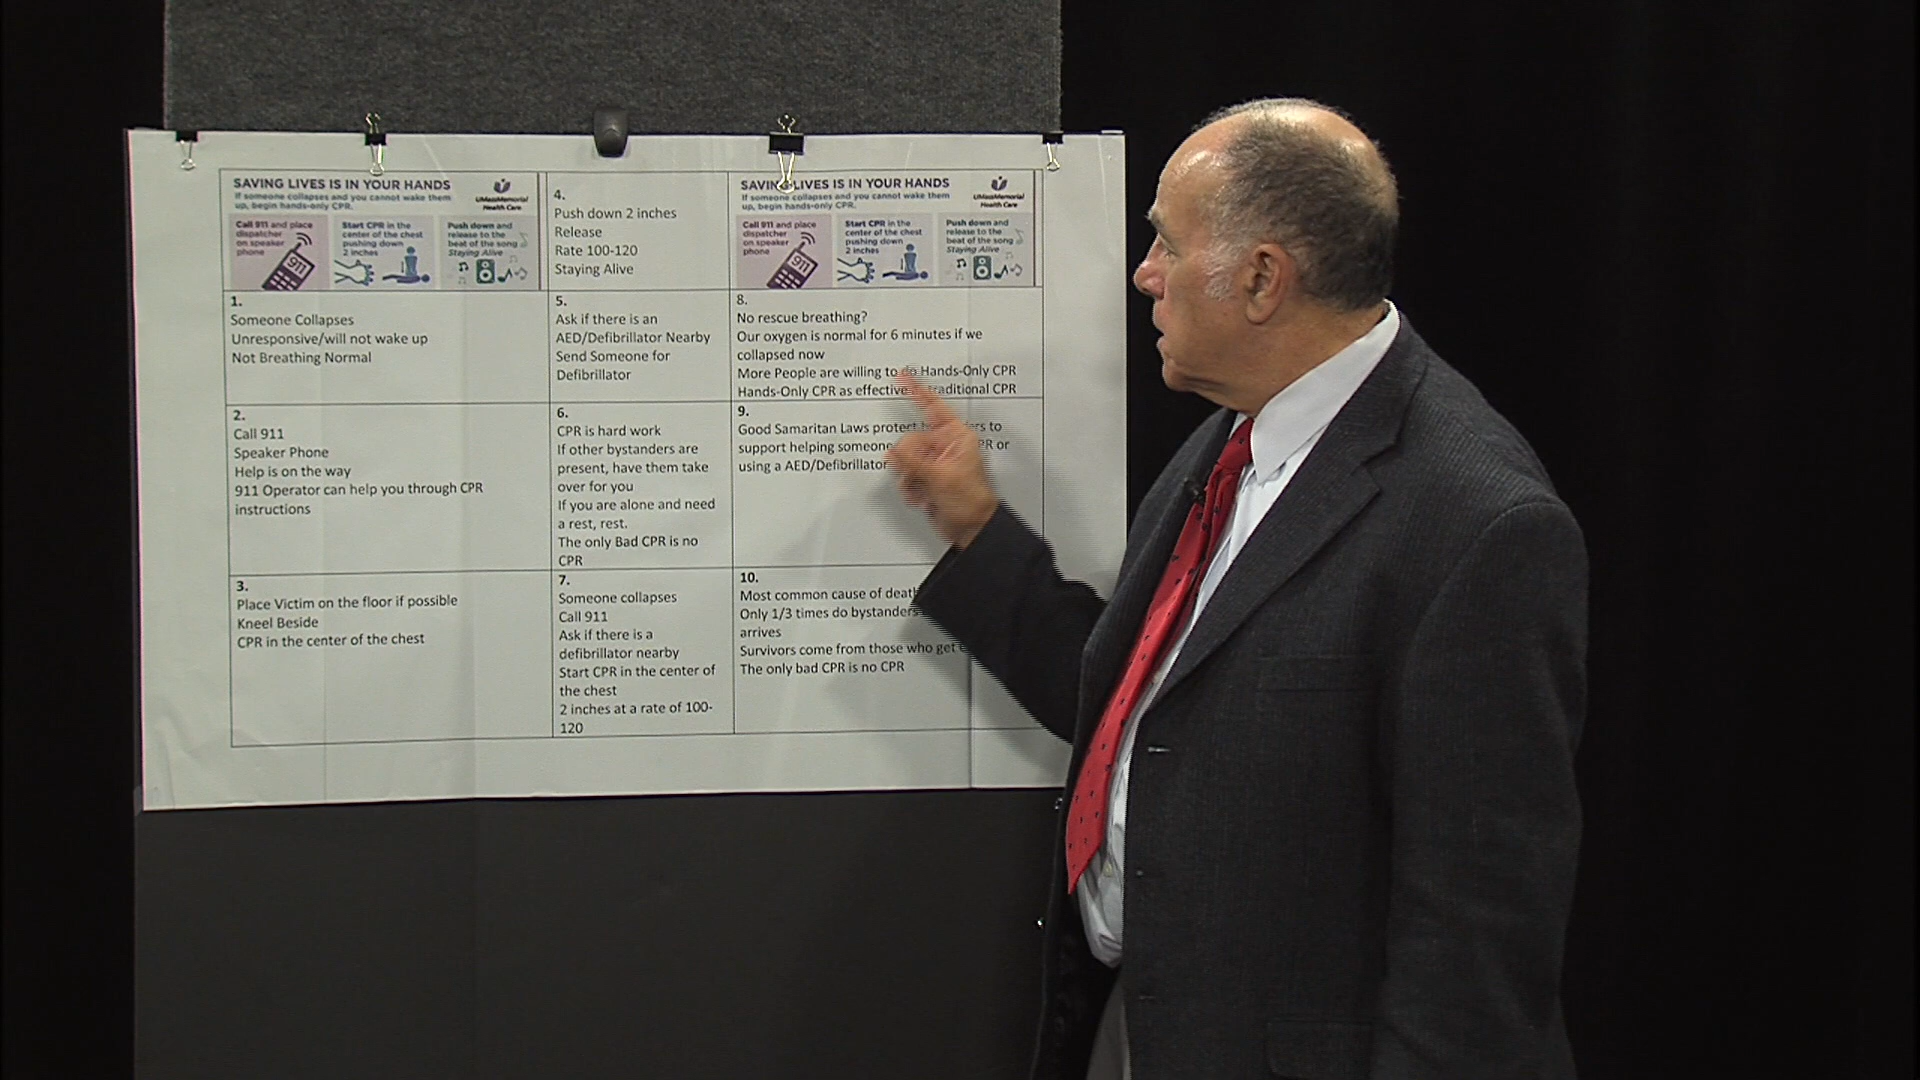 SAVING LIVES IS IN YOUR HANDS
If someone collapses and you cannot wake them
up, begin hands-only CPR.
UMassMemorial
Health Care
Call 911 and place
dispatcher
on speaker
phone
911
Start CPR in the
center of the chest
pushing down
2 inches
Push down and
release to the
beat of the song
Staying Alive
1.
Someone Collapses
Unresponsive/will not wake up
Not Breathing Normal
2.
Call 911
Speaker Phone
Help is on the way
911 Operator can help you through CPR
instructions
3.
Place Victim on the floor if possible
Kneel Beside
CPR in the center of the chest
4.
Push down 2 inches
Release
Rate 100-120
Staying Alive
5.
Ask if there is an
AED/Defibrillator Nearby
Send Someone for
Defibrillator
6.
CPR is hard work
If other bystanders are
present, have them take
over for you
If you are alone and need
a rest, rest.
The only Bad CPR is no
CPR
7.
Someone collapses
Call 911
Ask if there is a
defibrillator nearby
Start CPR in the center of
the chest
2 inches at a rate of 100-
120
SAVING LIVES IS IN YOUR HANDS
If someone collapses and you cannot wake them
up, begin hands-only CPR.
UMassMemorial
Health Care
Call 911 and place
dispatcher
on speaker
phone
911
Start CPR in the
center of the chest
pushing down
2 inches
Push down and
release to the
beat of the song
Staying Alive
8.
No rescue breathing?
Our oxygen is normal for 6 minutes if we
collapsed now
More People are willing to do Hands-Only CPR
Hands-Only CPR as effective traditional CPR
9.
Good Samaritan Laws protect to
support helping someone or
using a AED/Defibrillator
10.
Most common cause of death
Only 1/3 times do bystanders
arrives
Survivors come from those who get
The only bad CPR is no CPR